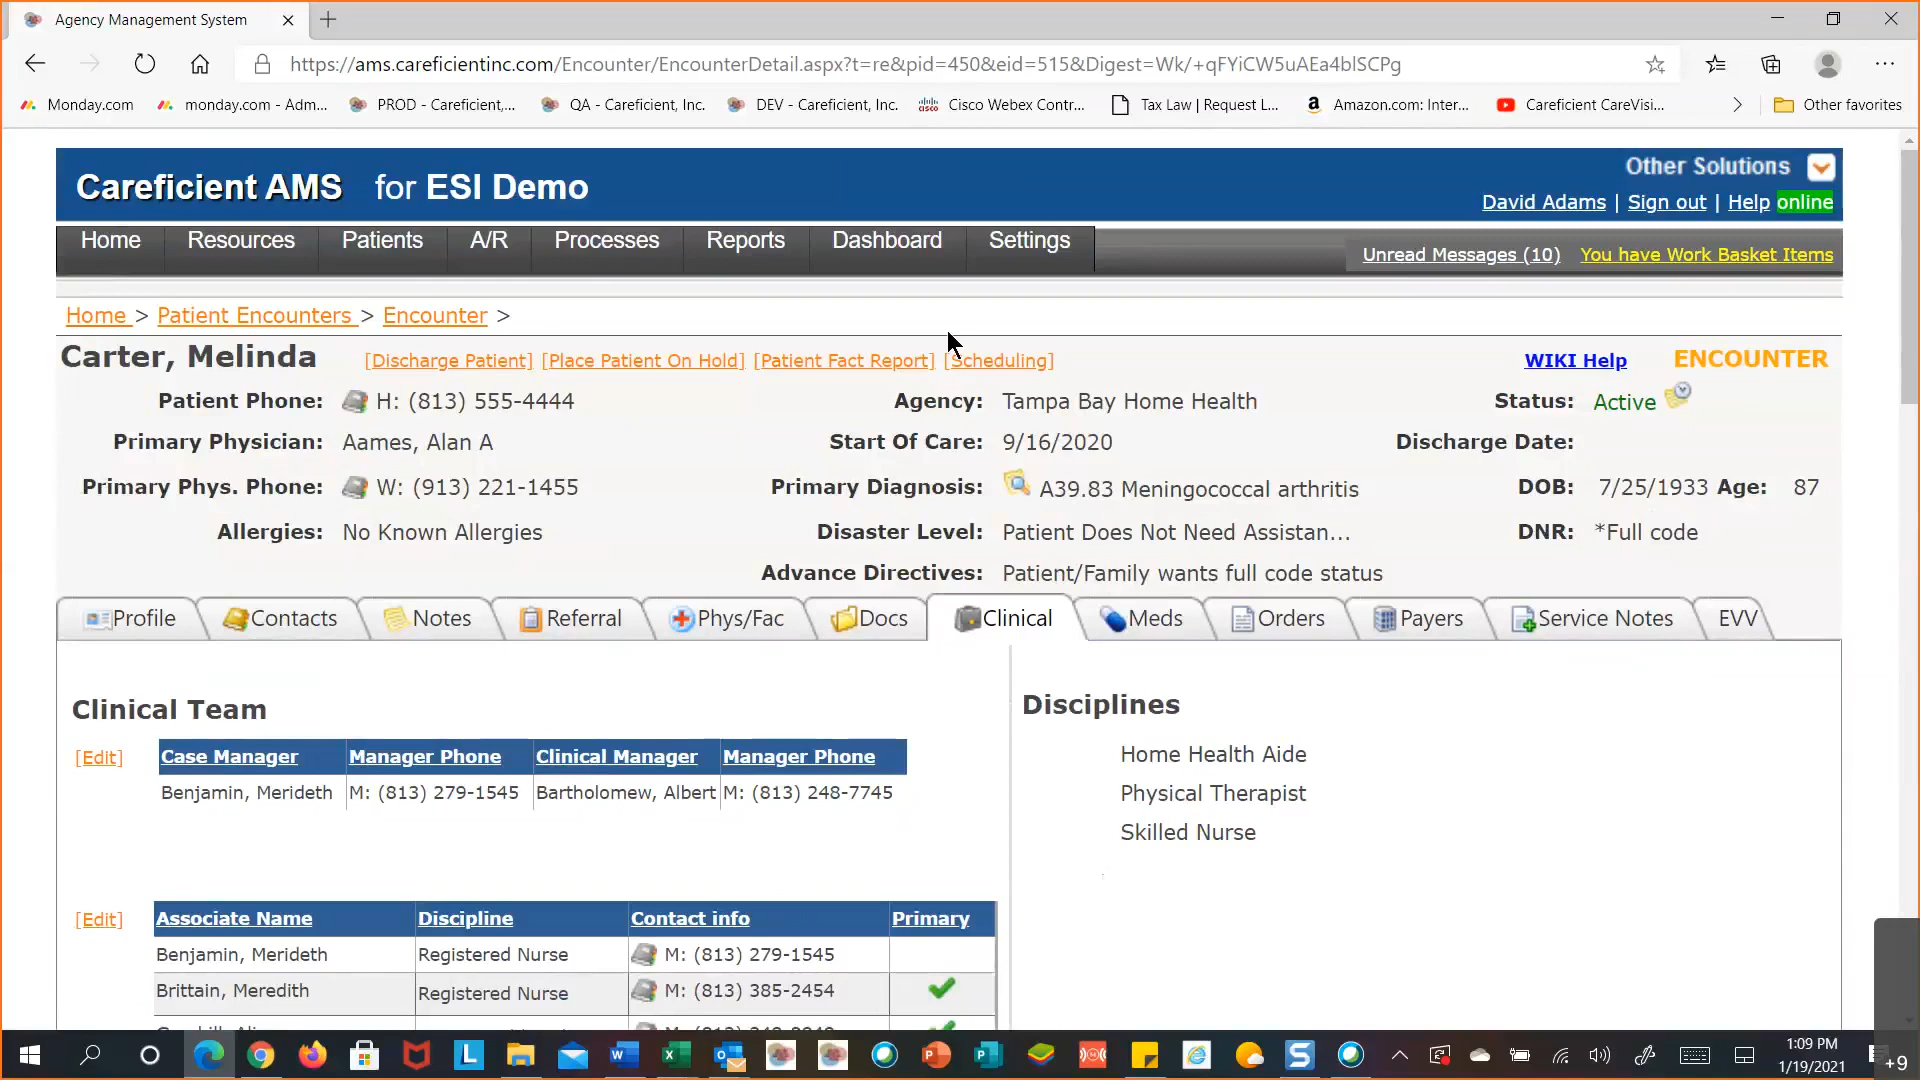 Agency Management System
https://ams.careficientinc.com/Encounter/EncounterDetail.aspx?t=re&pid=450&eid=515&Digest=Wk/+qFYiCW5uAEa4blSCPg
Monday.com monday.com - Adm... PROD - Careficient,... QA - Careficient, Inc. DEV - Careficient, Inc. Cisco Webex Contr... Tax Law | Request L... Amazon.com: Inter... Careficient CareVisi... Other favorites
Other Solutions
Careficient AMS for ESI Demo
David Adams | Sign out | Help online
Home Resources Patients A/R Processes Reports Dashboard Settings
Unread Messages (10) You have Work Basket Items
Home > Patient Encounters > Encounter >
Carter, Melinda [Discharge Patient] [Place Patient On Hold] [Patient Fact Report] [Scheduling] WIKI Help ENCOUNTER
Patient Phone: H: (813) 555-4444 Agency: Tampa Bay Home Health Status: Active
Primary Physician: Aames, Alan A Start Of Care: 9/16/2020 Discharge Date:
Primary Phys. Phone: W: (913) 221-1455 Primary Diagnosis: A39.83 Meningococcal arthritis DOB: 7/25/1933 Age: 87
Allergies: No Known Allergies Disaster Level: Patient Does Not Need Assistan... DNR: *Full code
Advance Directives: Patient/Family wants full code status
Profile Contacts Notes Referral Phys/Fac Docs Clinical Meds Orders Payers Service Notes EVV
Clinical Team
[Edit] Case Manager Manager Phone Clinical Manager Manager Phone
Benjamin, Merideth M: (813) 279-1545 Bartholomew, Albert M: (813) 248-7745
Disciplines
Home Health Aide
Physical Therapist
Skilled Nurse
[Edit] Associate Name Discipline Contact info Primary
Benjamin, Merideth Registered Nurse M: (813) 279-1545
Brittain, Meredith Registered Nurse M: (813) 385-2454
1:09 PM
1/19/2021
+9